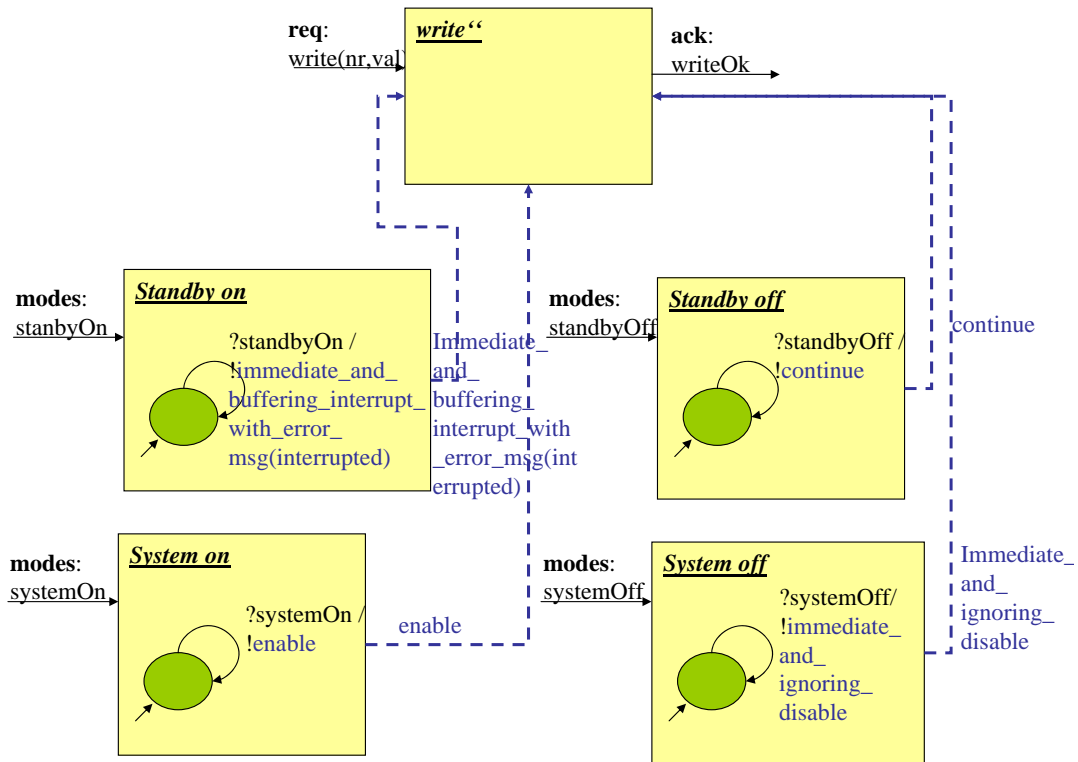 req:
write(nr,val)
write“
ack:
writeOk
modes:
stanbyOn
Standby on
?standbyOn /
!immediate_and_
buffering_interrupt_
with_error_
msg(interrupted)
Immediate_
and_
buffering_
interrupt_with
_error_msg(int
errupted)
modes:
standbyOff
Standby off
?standbyOff /
!continue
continue
modes:
systemOn
System on
?systemOn /
!enable
enable
modes:
systemOff
System off
?systemOff/
!immediate_
and_
ignoring_
disable
Immediate_
and_
ignoring_
disable